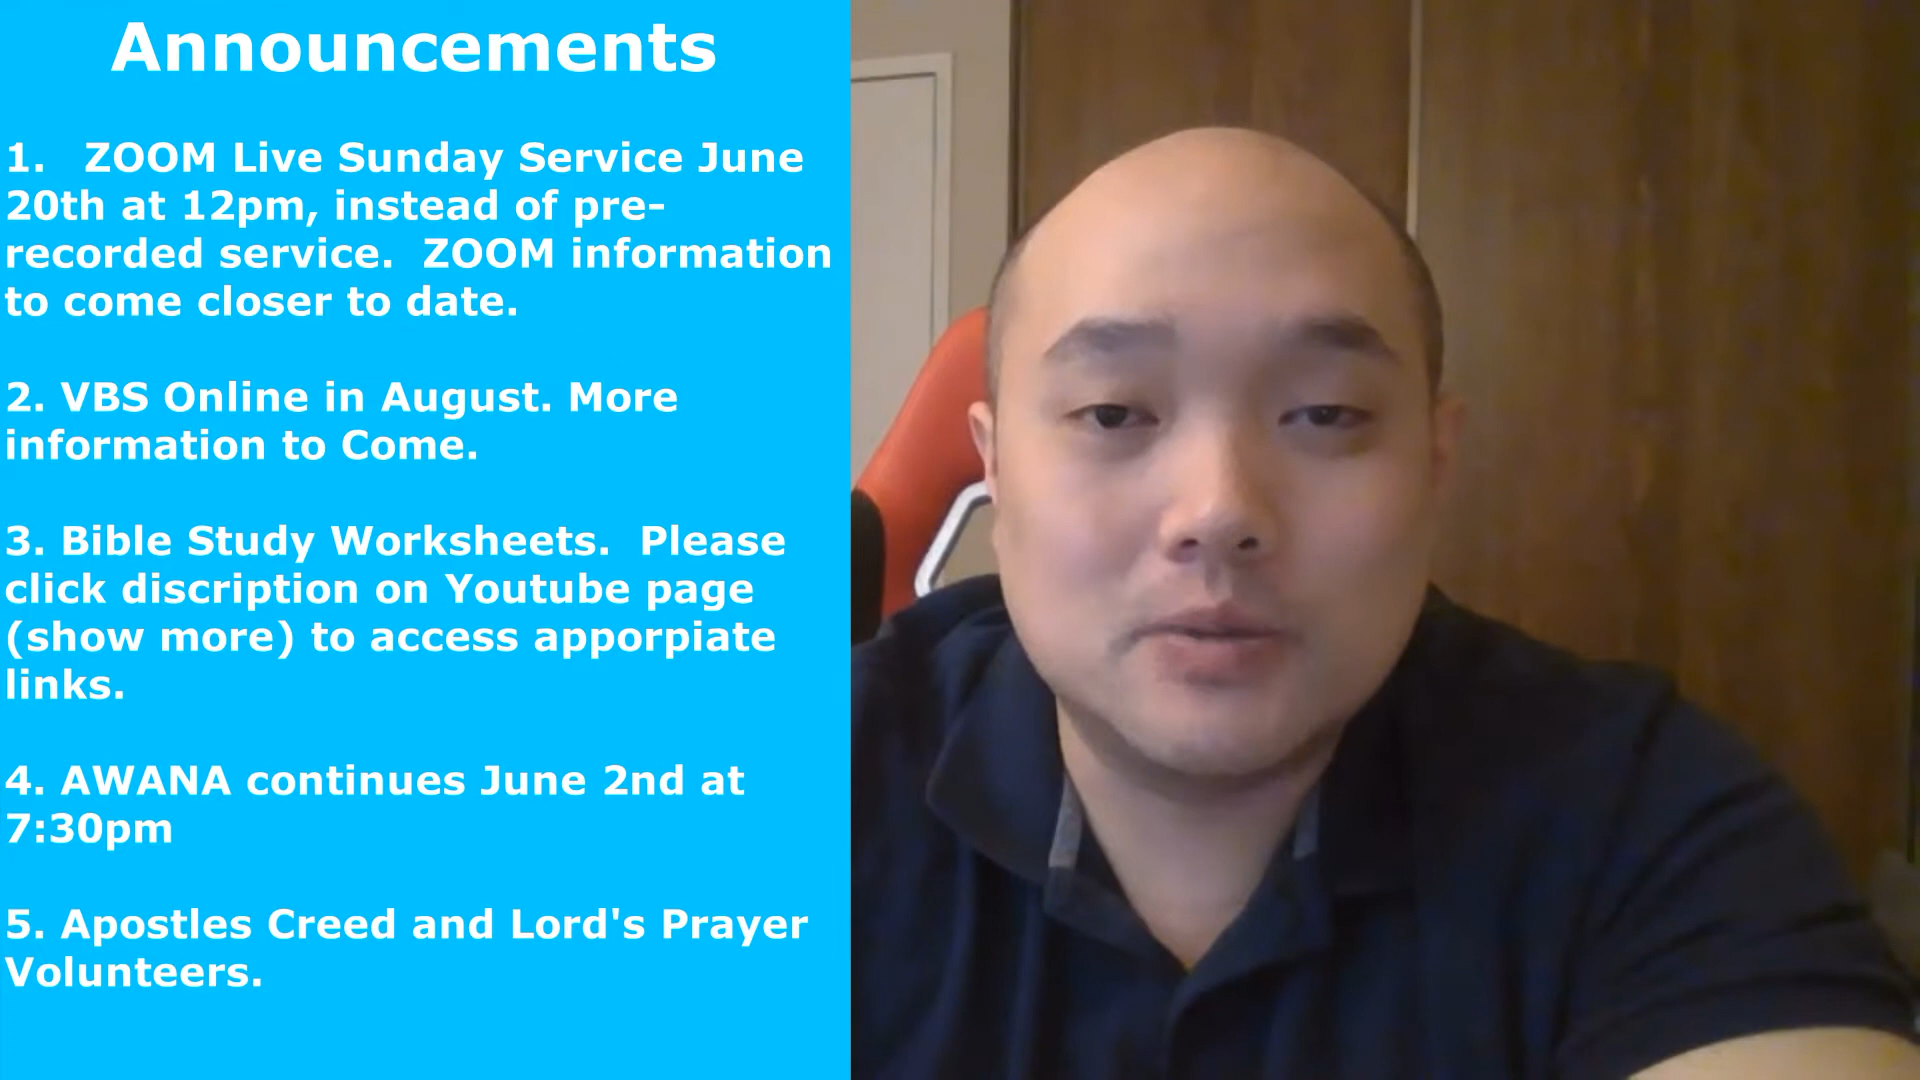 Announcements
1. ZOOM Live Sunday Service June
20th at 12pm, instead of pre-
recorded service. ZOOM information
to come closer to date.
2. VBS Online in August. More
information to Come.
3. Bible Study Worksheets. Please
click discription on Youtube page
(show more) to access apporpiate
links.
4. AWANA continues June 2nd at
7:30pm
5. Apostles Creed and Lord's Prayer
Volunteers.